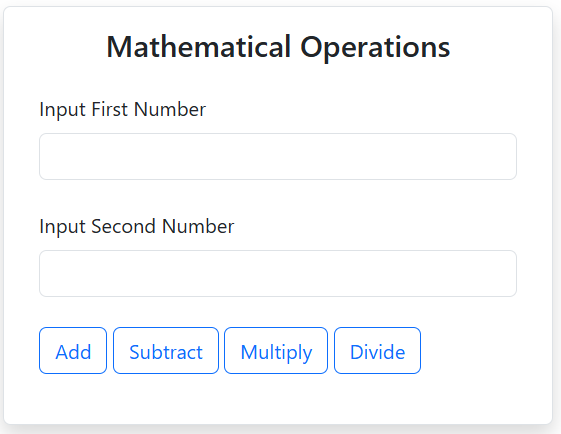 Mathematical Operations
Input First Number
Input Second Number
Add Subtract Multiply Divide